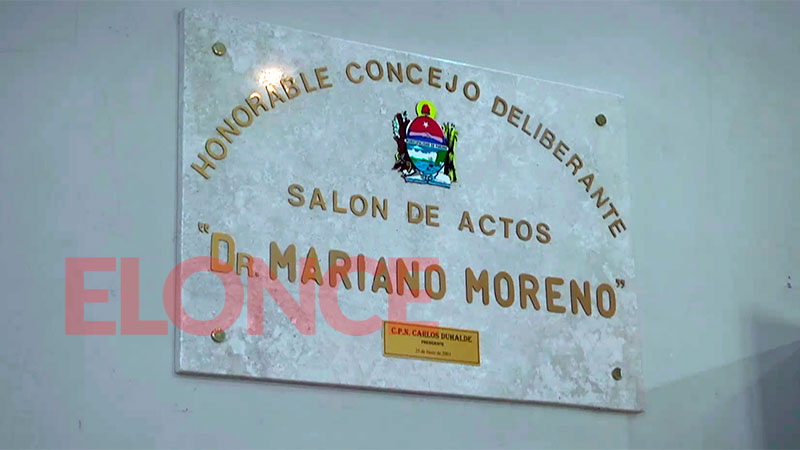 HONORABLE CONCEJO DELIBERANTE
SALON DE ACTOS
"DR. MARIANO MORENO"
ELONCE
C.P.N. CARLOS DUHALDE
PRESIDENTE